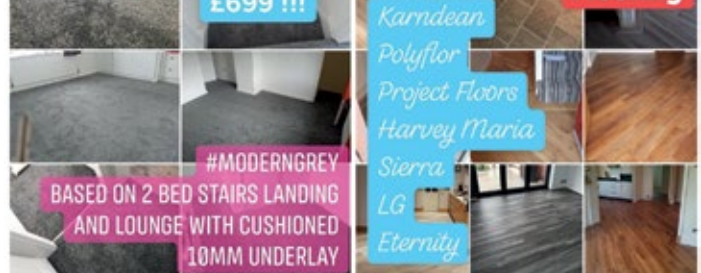 £699 !!!
#MODERNGREY
BASED ON 2 BED STAIRS LANDING
AND LOUNGE WITH CUSHIONED
10MM UNDERLAY
Karndean
Polyflor
Project Floors
Harvey Maria
Sierra
LG
Eternity